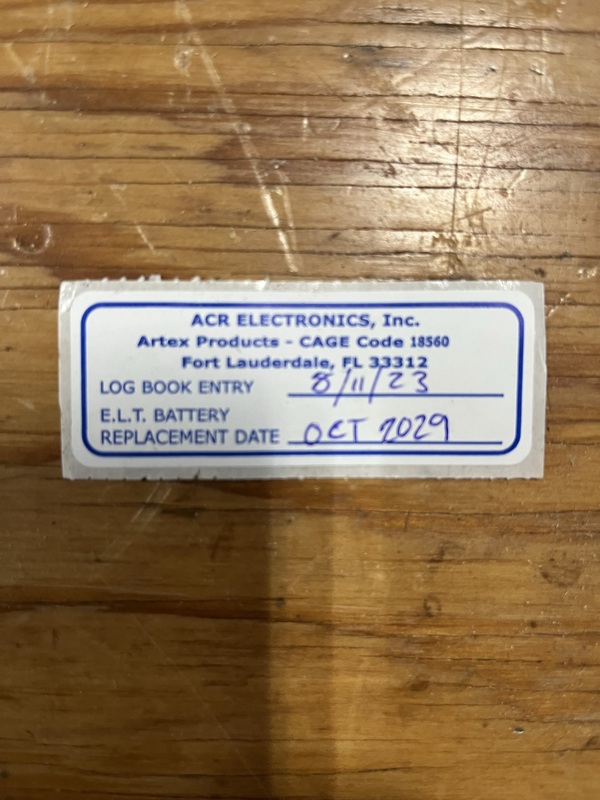 ACR ELECTRONICS, Inc.
Artex Products - CAGE Code 18560
Fort Lauderdale, FL 33312
LOG BOOK ENTRY 8/11/23
E.L.T. BATTERY
REPLACEMENT DATE OCT 2029